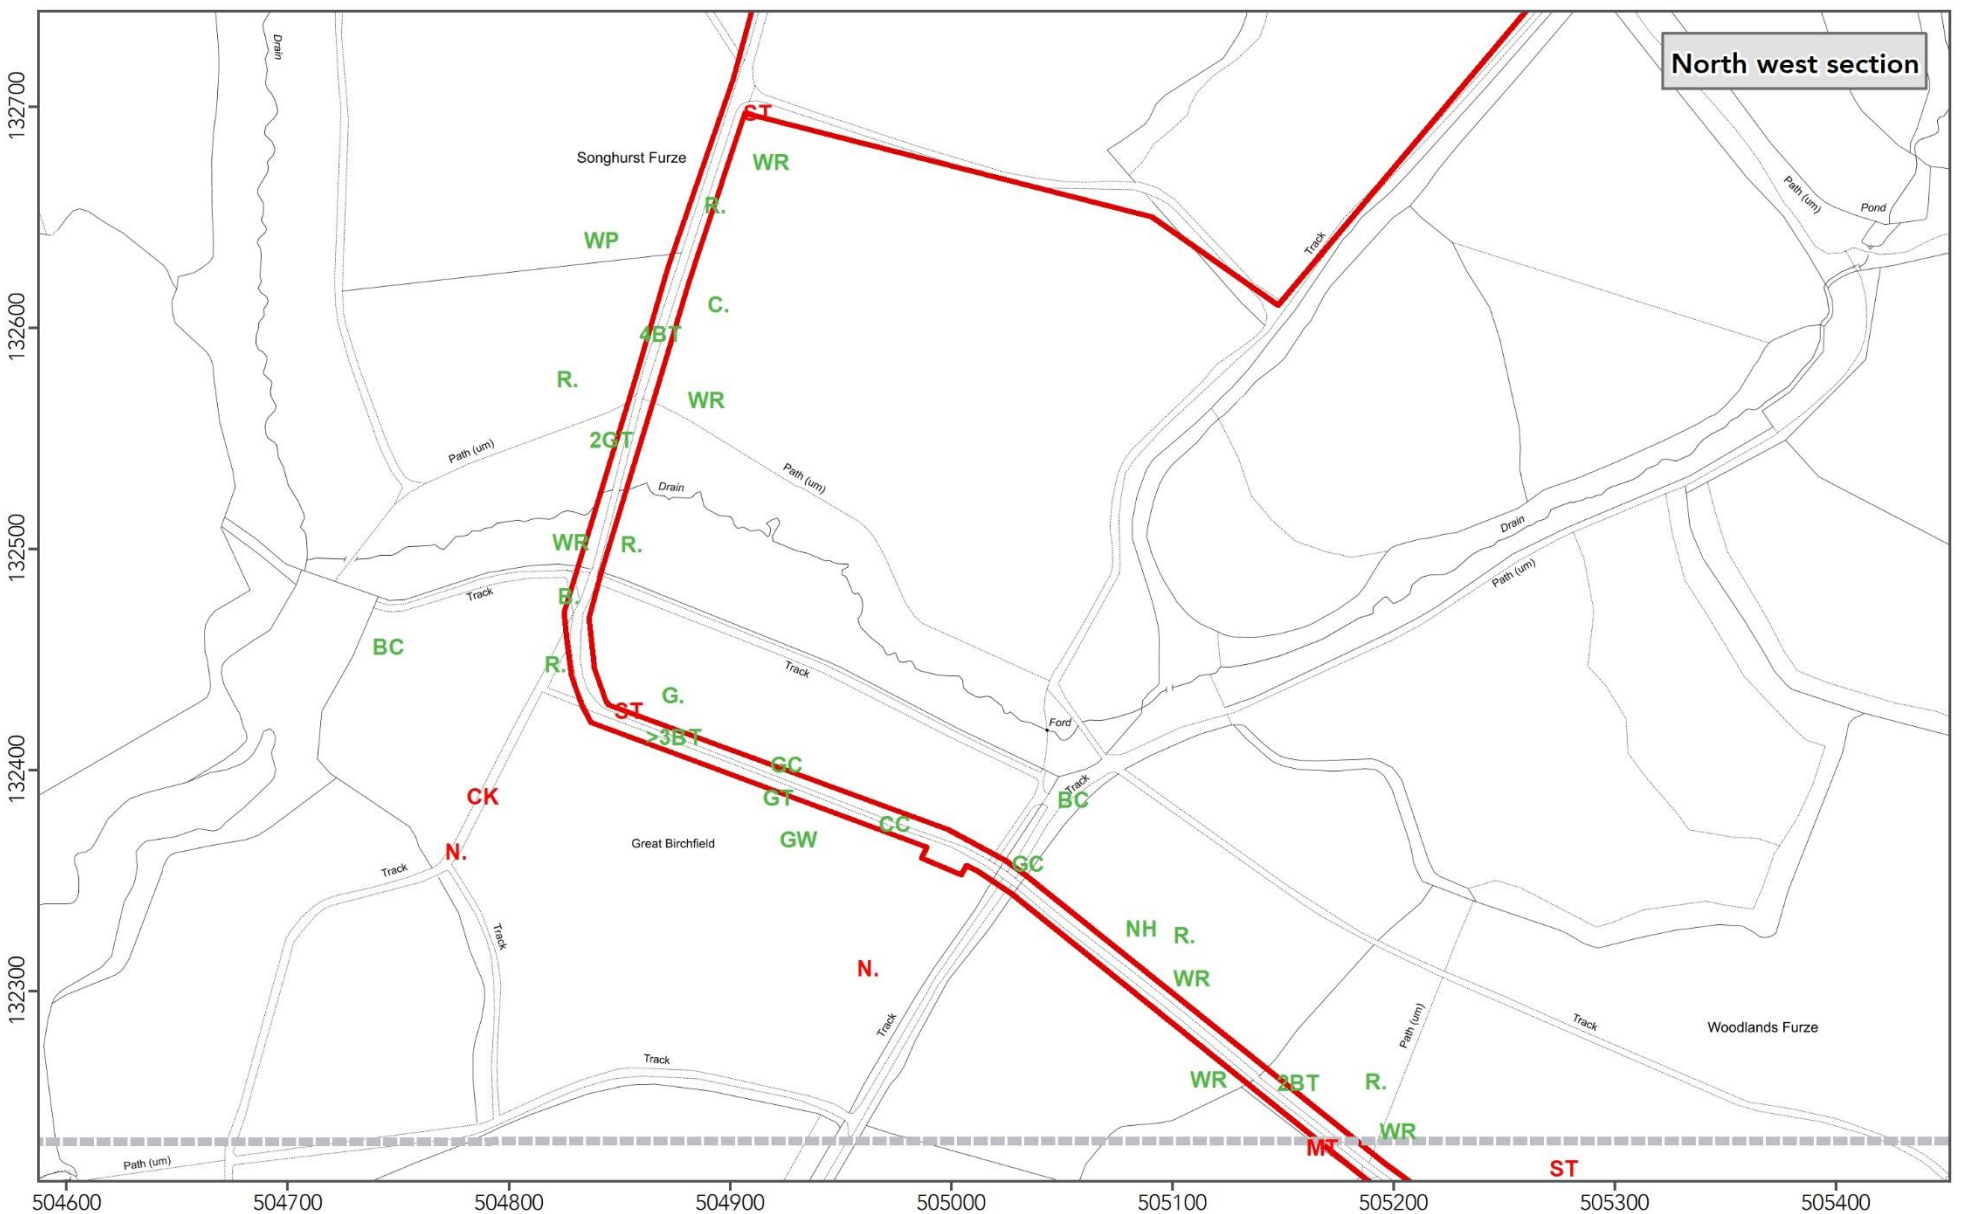 Drain
North west section
132700
ST
Songhurst Furze
WR
Path (um)
R.
Pond
WP
Track
C.
132600
4BT
R.
WR
2GT
Path (um)
Path (um)
Drain
Drain
132500
WR
R.
Path (um)
Track
B.
BC
R.
Track
G.
ST
Ford
>3BT
GC
132400
Track
CK
GT
BC
CC
GW
Great Birchfield
N.
GC
Track
NH
R.
Track
N.
WR
132300
Track
Path (um)
Track
Woodlands Furze
Track
WR
2BT
R.
WR
MT
Path (um)
ST
504600 504700 504800 504900 505000 505100 505200 505300 505400